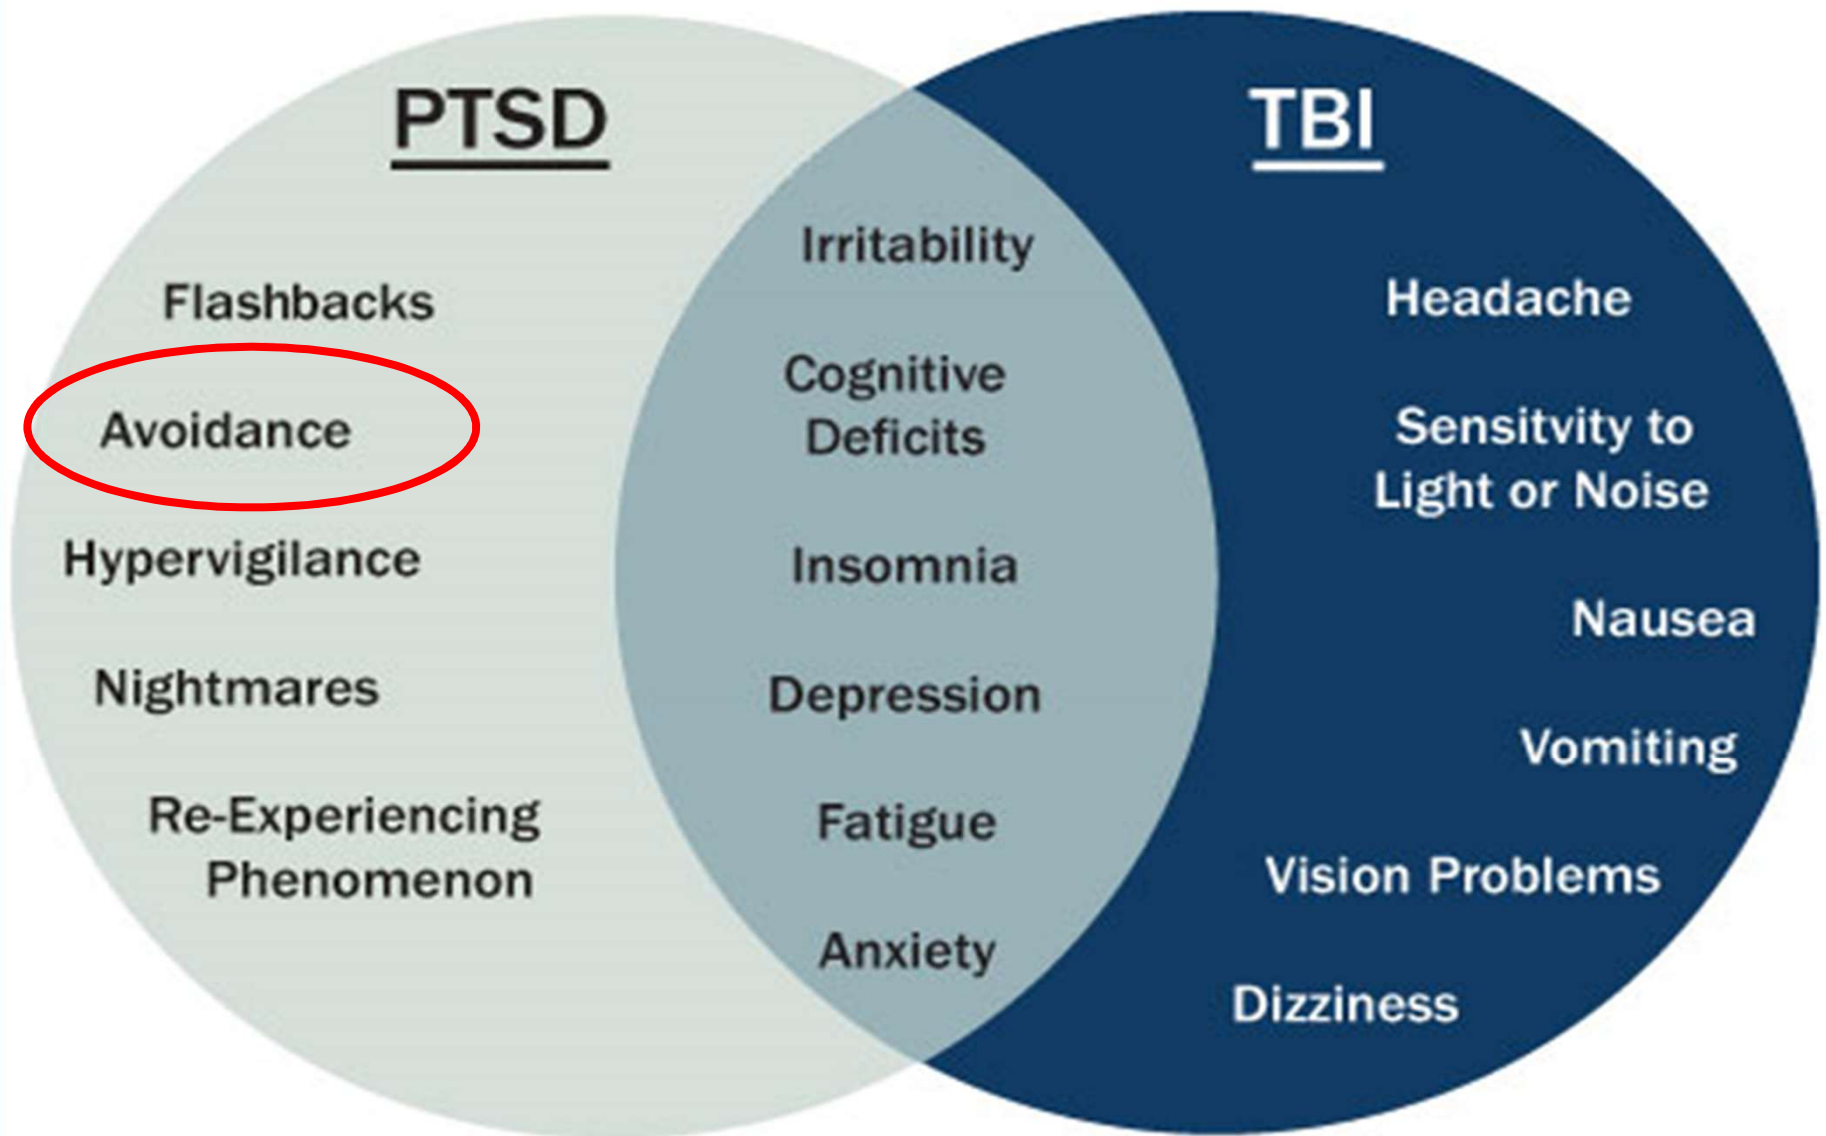 PTSD
Flashbacks
Avoidance
Hypervigilance
Nightmares
Re-Experiencing
Phenomenon
Irritability
Cognitive
Deficits
Insomnia
Depression
Fatigue
Anxiety
TBI
Headache
Sensitvity to
Light or Noise
Nausea
Vomiting
Vision Problems
Dizziness